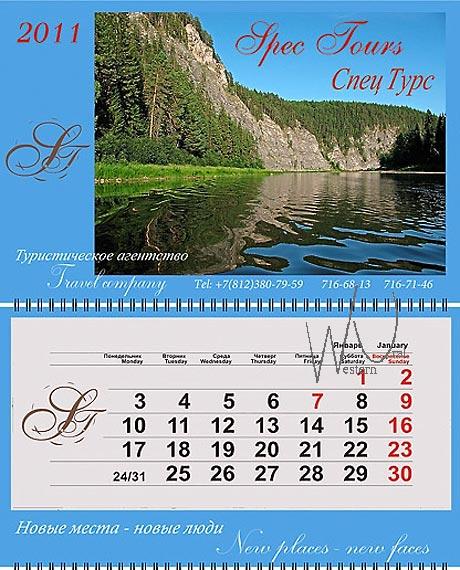 2011
Spec Tours
Спец Турс
ST
Туристическое агентство
Travel company
Tel: +7(812)380-79-59 716-68-13 716-71-46
Январь January
Понедельник Вторник Среда Четверг Пятница Суббота Воскресенье
Monday Tuesday Wednesday Thursday Friday Saturday Sunday
1 2
3 4 5 6 7 8 9
10 11 12 13 14 15 16
17 18 19 20 21 22 23
24/31 25 26 27 28 29 30
Western
ST
Новые места - новые люди
New places - new faces